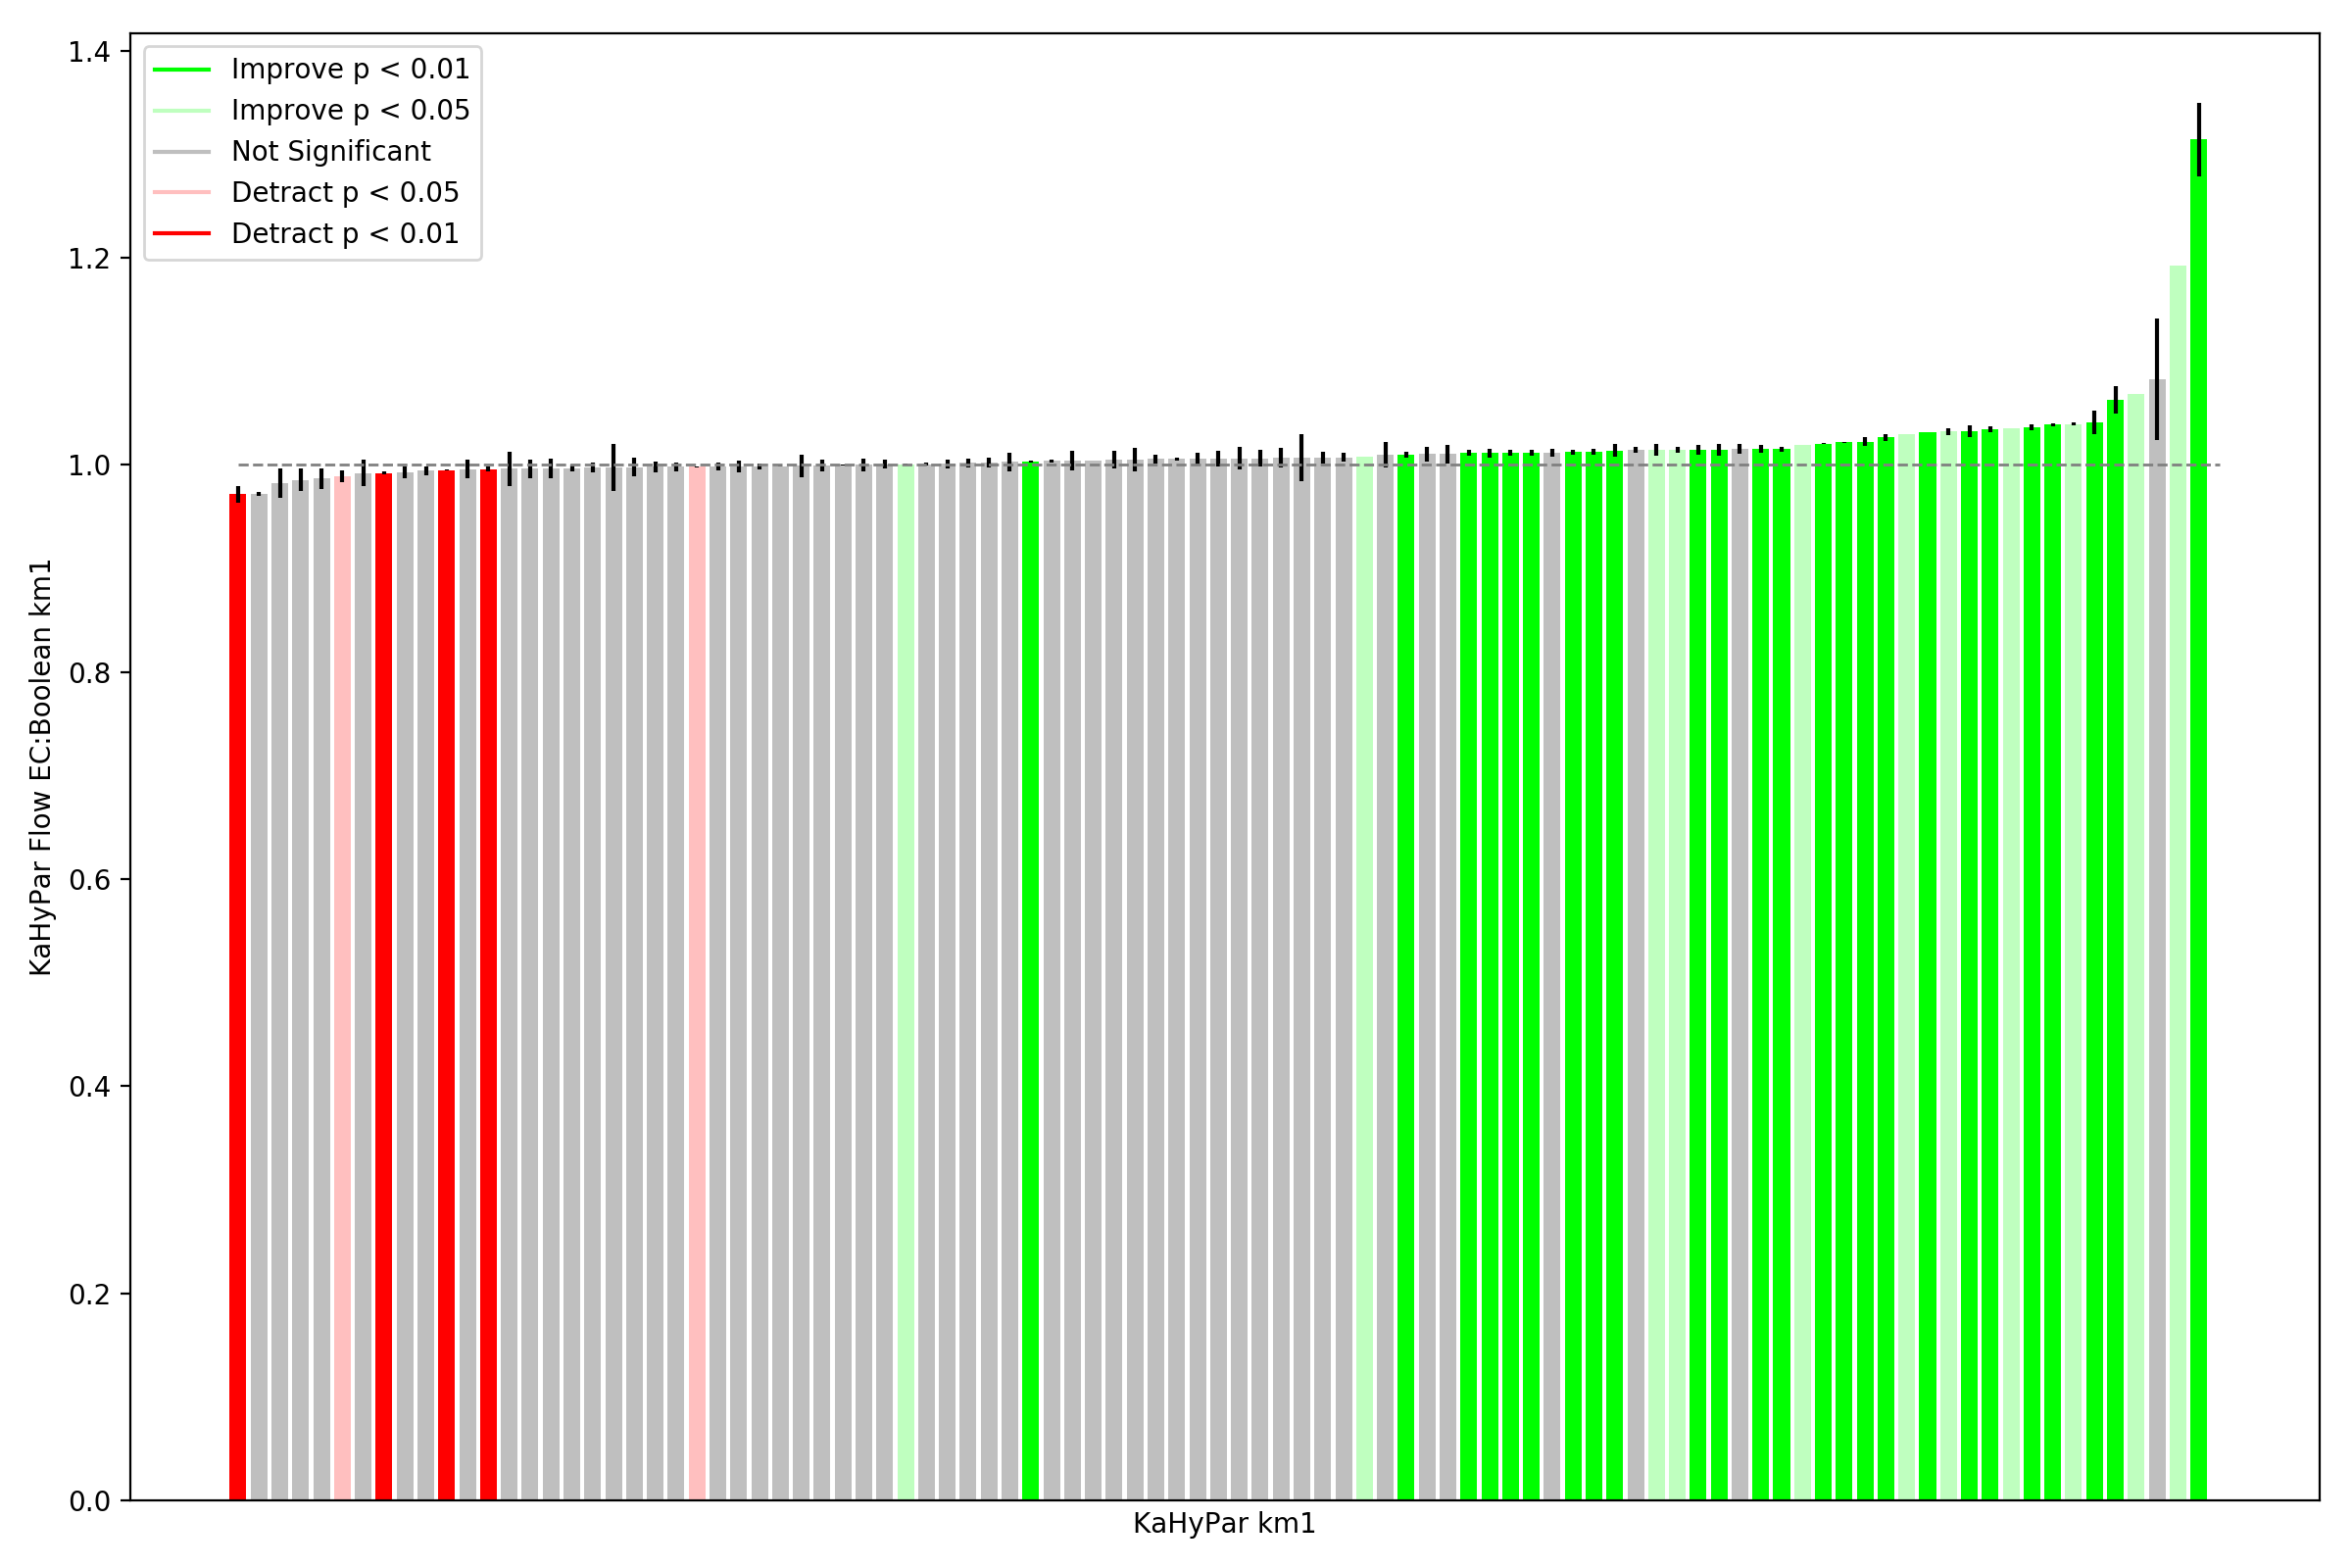 1.4
1.2
1.0
0.8
0.6
0.4
0.2
0.0
Improve p < 0.01
Improve p < 0.05
Not Significant
Detract p < 0.05
Detract p < 0.01
KaHyPar Flow EC:Boolean km1
KaHyPar km1